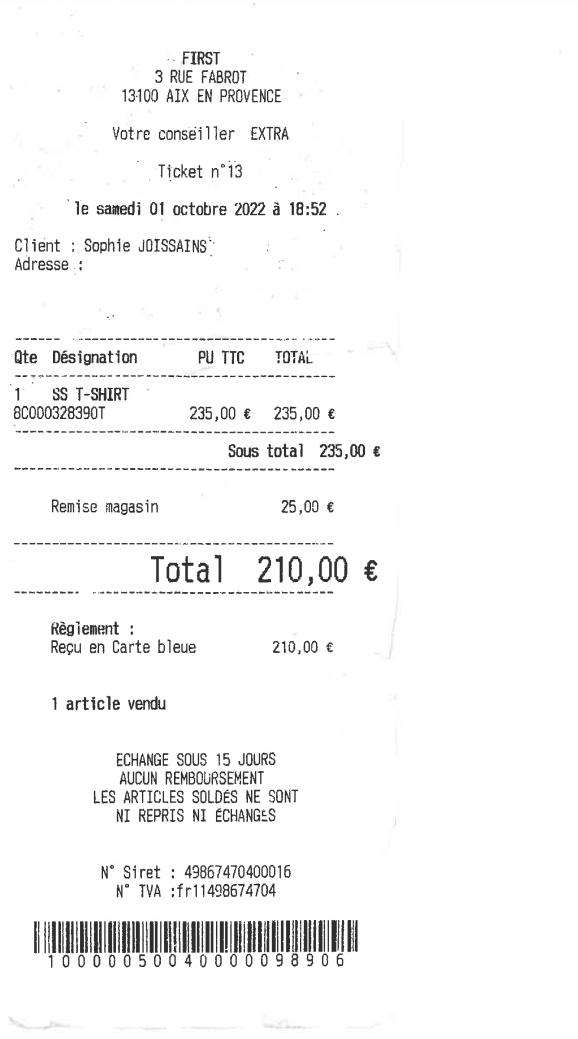 FIRST
3 RUE FABROT
13100 AIX EN PROVENCE
Votre conseiller EXTRA
Ticket n°13
le samedi 01 octobre 2022 à 18:52
Client : Sophie JOISSAINS
Adresse :
Qte Désignation PU TTC TOTAL
1 SS T-SHIRT
8C000328390T 235,00 € 235,00 €
Sous total 235,00 €
Remise magasin 25,00 €
Total 210,00 €
Règlement :
Reçu en Carte bleue 210,00 €
1 article vendu
ECHANGE SOUS 15 JOURS
AUCUN REMBOURSEMENT
LES ARTICLES SOLDÉS NE SONT
NI REPRIS NI ÉCHANGES
N° Siret : 49867470400016
N° TVA :fr11498674704
10000050040000098906